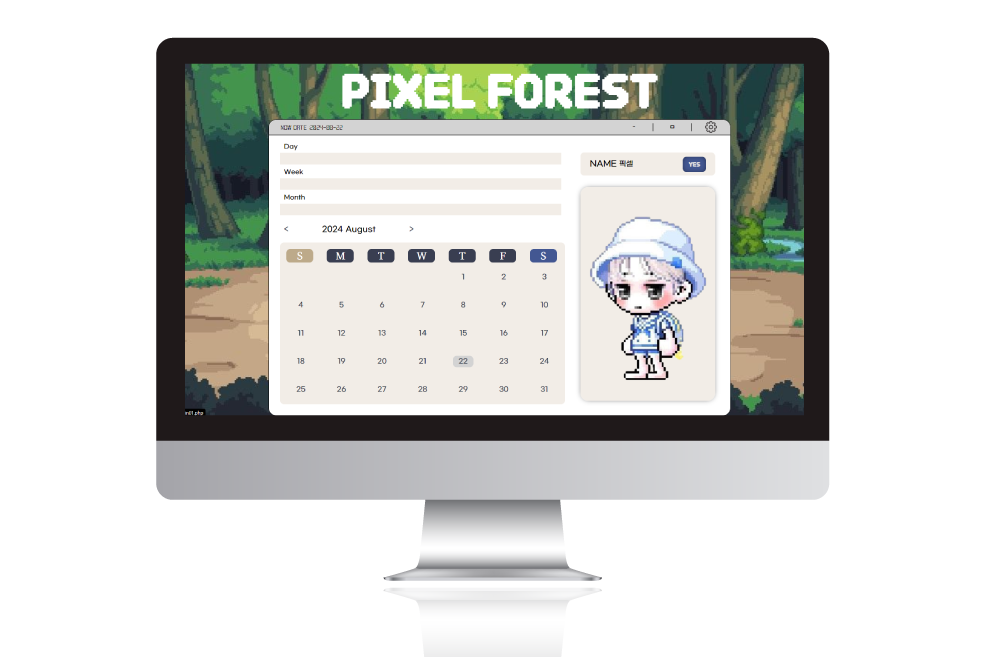 PIXEL FOREST
NOW DATE 2024-08-22
Day
Week
Month
< 2024 August >
S M T W T F S
1 2 3
4 5 6 7 8 9 10
11 12 13 14 15 16 17
18 19 20 21 22 23 24
25 26 27 28 29 30 31
NAME 픽셀
YES